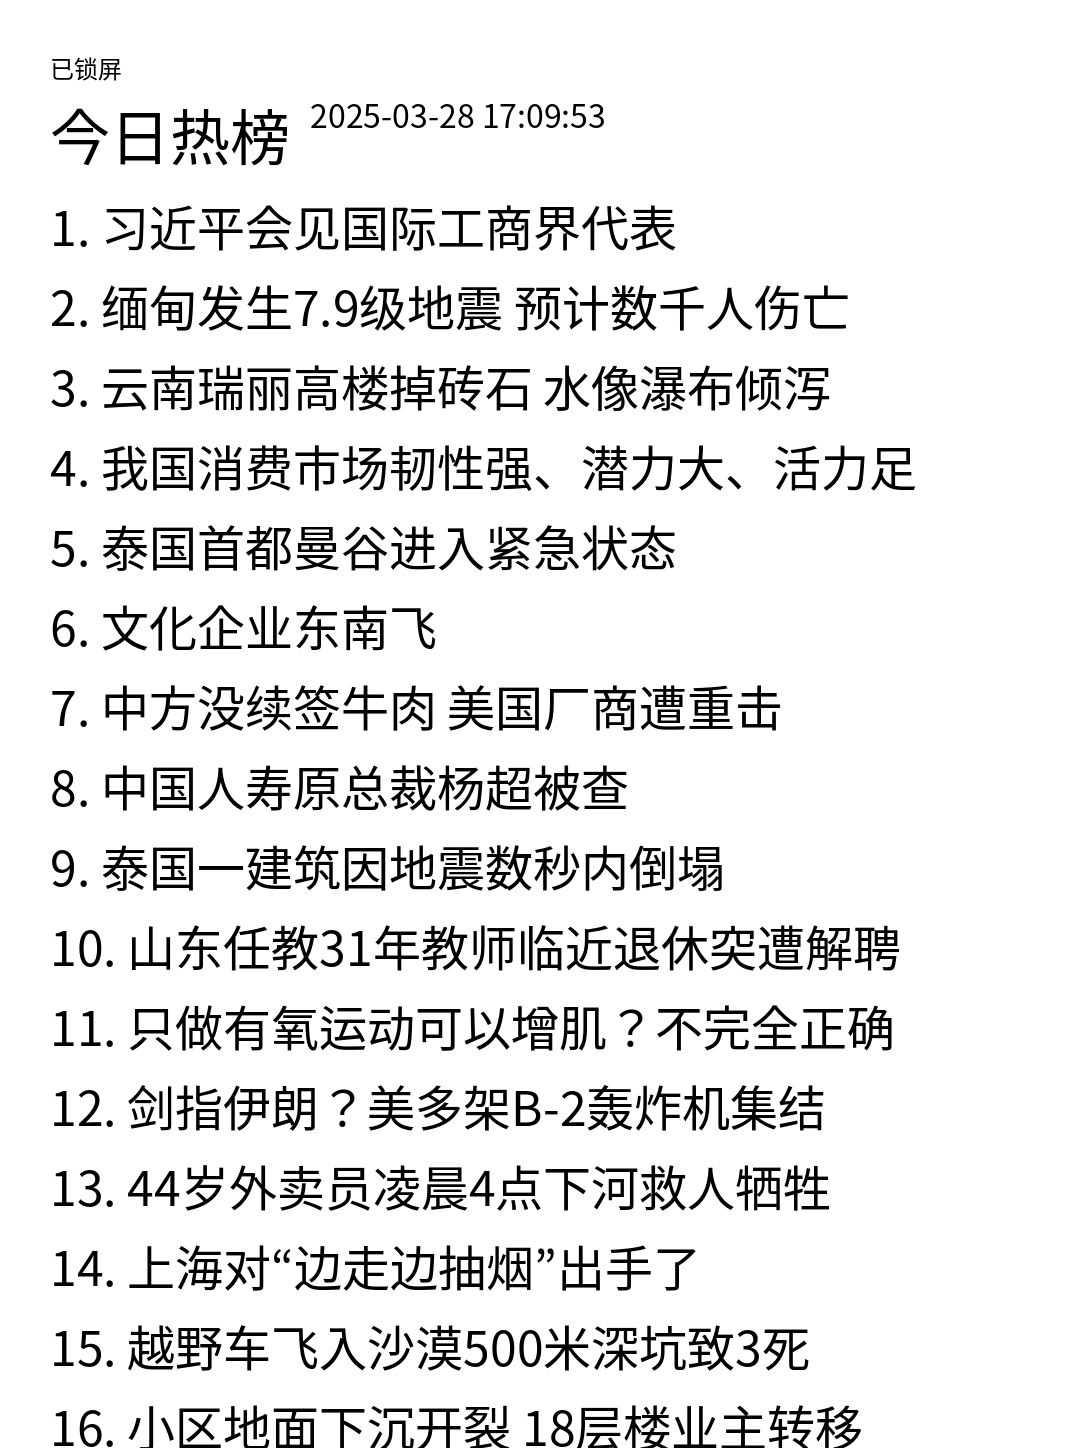 已锁屏
今日热榜 2025-03-28 17:09:53
1. 习近平会见国际工商界代表
2. 缅甸发生7.9级地震 预计数千人伤亡
3. 云南瑞丽高楼掉砖石 水像瀑布倾泻
4. 我国消费市场韧性强、潜力大、活力足
5. 泰国首都曼谷进入紧急状态
6. 文化企业东南飞
7. 中方没续签牛肉 美国厂商遭重击
8. 中国人寿原总裁杨超被查
9. 泰国一建筑因地震数秒内倒塌
10. 山东任教31年教师临近退休突遭解聘
11. 只做有氧运动可以增肌？不完全正确
12. 剑指伊朗？美多架B-2轰炸机集结
13. 44岁外卖员凌晨4点下河救人牺牲
14. 上海对“边走边抽烟”出手了
15. 越野车飞入沙漠500米深坑致3死
16. 小区地面下沉开裂 18层楼业主转移